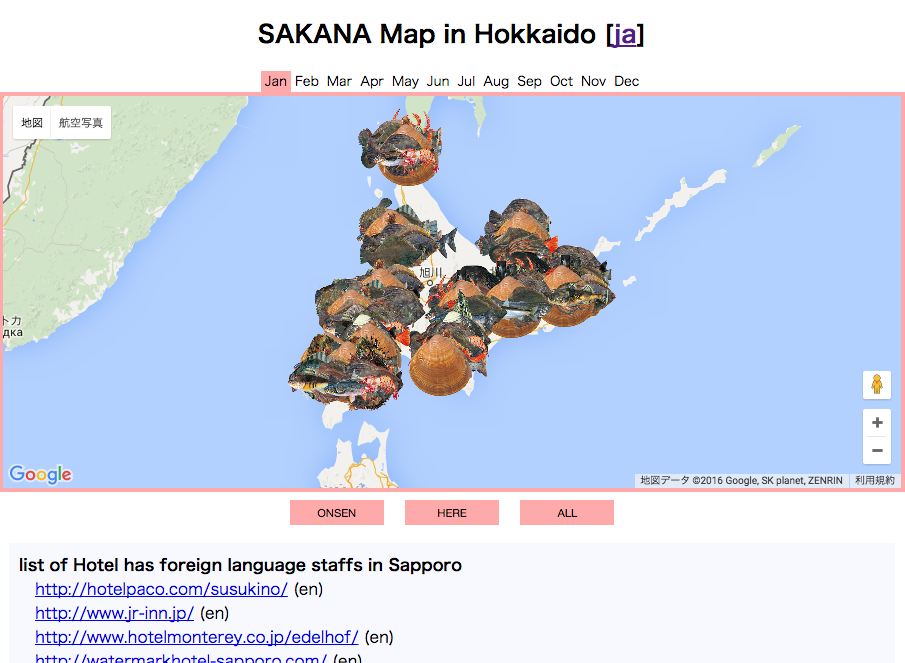 SAKANA Map in Hokkaido [ja]
Jan Feb Mar Apr May Jun Jul Aug Sep Oct Nov Dec
地図 航空写真
旭川
トカ
дка
Google
地図データ ©2016 Google, SK planet, ZENRIN 利用規約
ONSEN HERE ALL
list of Hotel has foreign language staffs in Sapporo
http://hotelpaco.com/susukino/ (en)
http://www.jr-inn.jp/ (en)
http://www.hotelmonterey.co.jp/edelhof/ (en)
http://watermarkhotel-sapporo.com/ (en)